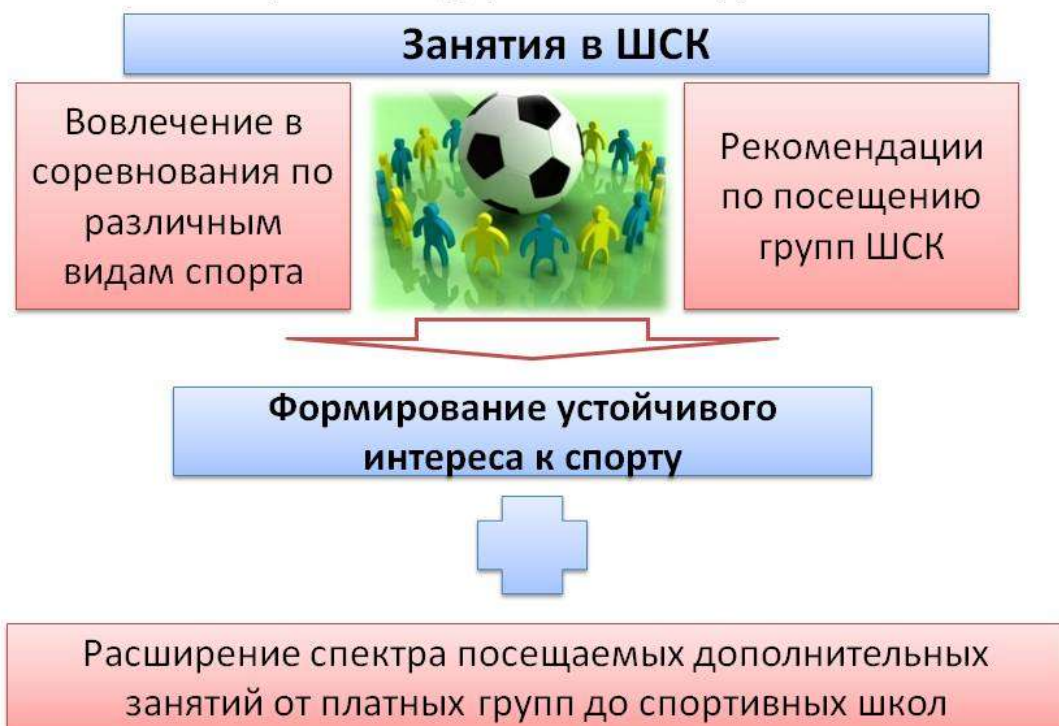 Занятия в ШСК
Вовлечение в
соревнования по
различным
видам спорта
Рекомендации
по посещению
групп ШСК
Формирование устойчивого
интереса к спорту
Расширение спектра посещаемых дополнительных
занятий от платных групп до спортивных школ